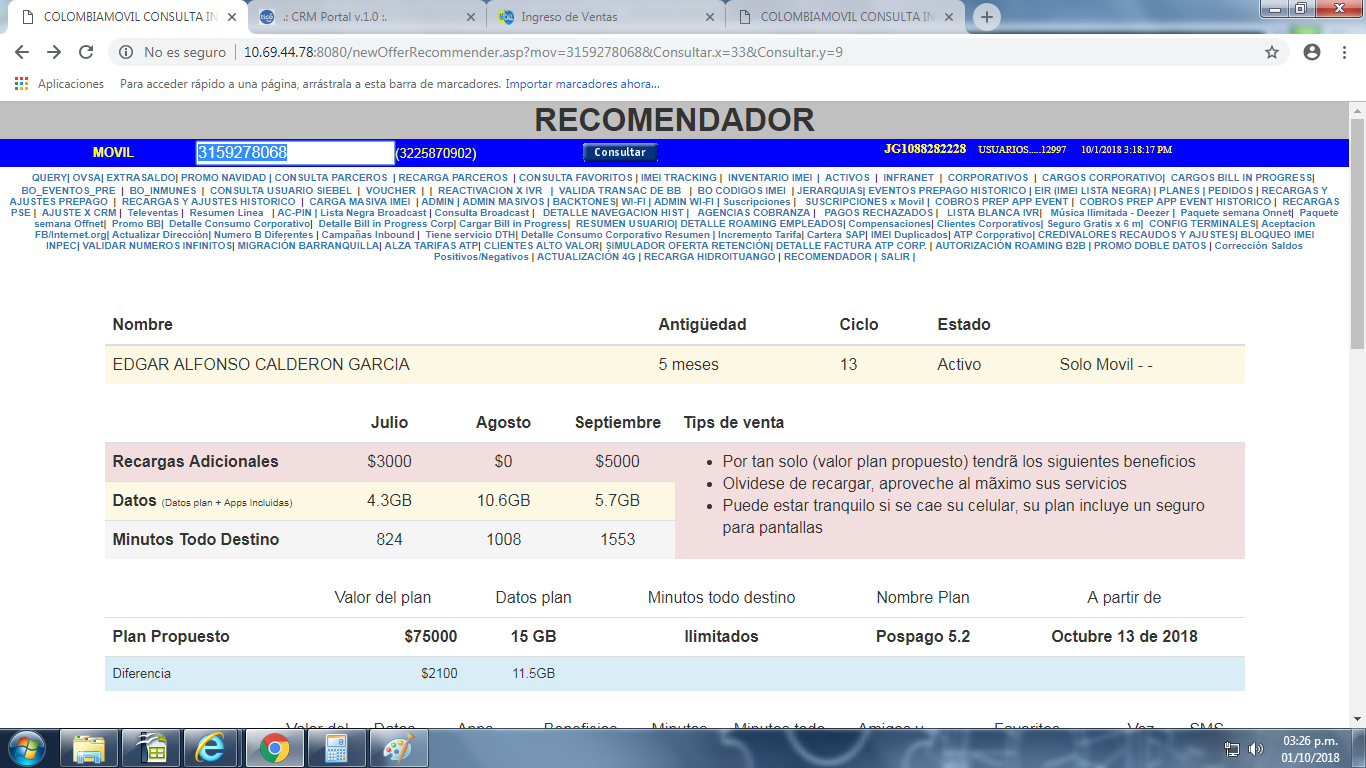 COLOMBIAMOVIL CONSULTA IN
.: CRM Portal v.1.0 :.
Ingreso de Ventas
COLOMBIAMOVIL CONSULTA IN
No es seguro | 10.69.44.78:8080/newOfferRecommender.asp?mov=3159278068&Consultar.x=33&Consultar.y=9
Aplicaciones Para acceder rápido a una página, arrástrala a esta barra de marcadores. Importar marcadores ahora...
RECOMENDADOR
MOVIL 3159278068 (3225870902) Consultar JG1088282228 USUARIOS.....12997 10/1/2018 3:18:17 PM
QUERY| OVSA| EXTRASALDO| PROMO NAVIDAD | CONSULTA PARCEROS | RECARGA PARCEROS | CONSULTA FAVORITOS | IMEI TRACKING | INVENTARIO IMEI | ACTIVOS | INFRANET | CORPORATIVOS | CARGOS CORPORATIVO| CARGOS BILL IN PROGRESS|
BO_EVENTOS_PRE | BO_INMUNES | CONSULTA USUARIO SIEBEL | VOUCHER | | REACTIVACION X IVR | VALIDA TRANSAC DE BB | BO CODIGOS IMEI | JERARQUIAS| EVENTOS PREPAGO HISTORICO | EIR (IMEI LISTA NEGRA) | PLANES | PEDIDOS | RECARGAS Y
AJUSTES PREPAGO | RECARGAS Y AJUSTES HISTORICO | CARGA MASIVA IMEI | ADMIN | ADMIN MASIVOS | BACKTONES| WI-FI | ADMIN WI-FI | Suscripciones | SUSCRIPCIONES x Movil | COBROS PREP APP EVENT | COBROS PREP APP EVENT HISTORICO | RECARGAS
PSE | AJUSTE X CRM | Televentas | Resumen Linea | AC-PIN | Lista Negra Broadcast | Consulta Broadcast | DETALLE NAVEGACION HIST | AGENCIAS COBRANZA | PAGOS RECHAZADOS | LISTA BLANCA IVR| Música Ilimitada - Deezer | Paquete semana Onnet| Paquete
semana Offnet| Promo BB| Detalle Consumo Corporativo| Detalle Bill in Progress Corp| Cargar Bill in Progress| RESUMEN USUARIO| DETALLE ROAMING EMPLEADOS| Compensaciones| Clientes Corporativos| Seguro Gratis x 6 m| CONFIG TERMINALES| Aceptacion
FB/Internet.org| Actualizar Dirección| Numero B Diferentes | Campañas Inbound | Tiene servicio DTH| Detalle Consumo Corporativo Resumen | Incremento Tarifa| Cartera SAP| IMEI Duplicados| ATP Corporativo| CREDIVALORES RECAUDOS Y AJUSTES| BLOQUEO IMEI
INPEC| VALIDAR NUMEROS INFINITOS| MIGRACIÓN BARRANQUILLA| ALZA TARIFAS ATP| CLIENTES ALTO VALOR| SIMULADOR OFERTA RETENCIÓN| DETALLE FACTURA ATP CORP. | AUTORIZACIÓN ROAMING B2B | PROMO DOBLE DATOS | Corrección Saldos
Positivos/Negativos | ACTUALIZACIÓN 4G | RECARGA HIDROITUANGO | RECOMENDADOR | SALIR |
Nombre Antigüedad Ciclo Estado
EDGAR ALFONSO CALDERON GARCIA 5 meses 13 Activo Solo Movil - -
Julio Agosto Septiembre Tips de venta
Recargas Adicionales $3000 $0 $5000
Datos (Datos plan + Apps Incluidas) 4.3GB 10.6GB 5.7GB
Minutos Todo Destino 824 1008 1553
• Por tan solo (valor plan propuesto) tendrã los siguientes beneficios
• Olvidese de recargar, aproveche al mãximo sus servicios
• Puede estar tranquilo si se cae su celular, su plan incluye un seguro
para pantallas
Valor del plan Datos plan Minutos todo destino Nombre Plan A partir de
Plan Propuesto $75000 15 GB Ilimitados Pospago 5.2 Octubre 13 de 2018
Diferencia $2100 11.5GB
Valor del Datos Apps Beneficios Minutos Minutos todo Amigos y Favoritos Voz SMS
03:26 p.m.
01/10/2018